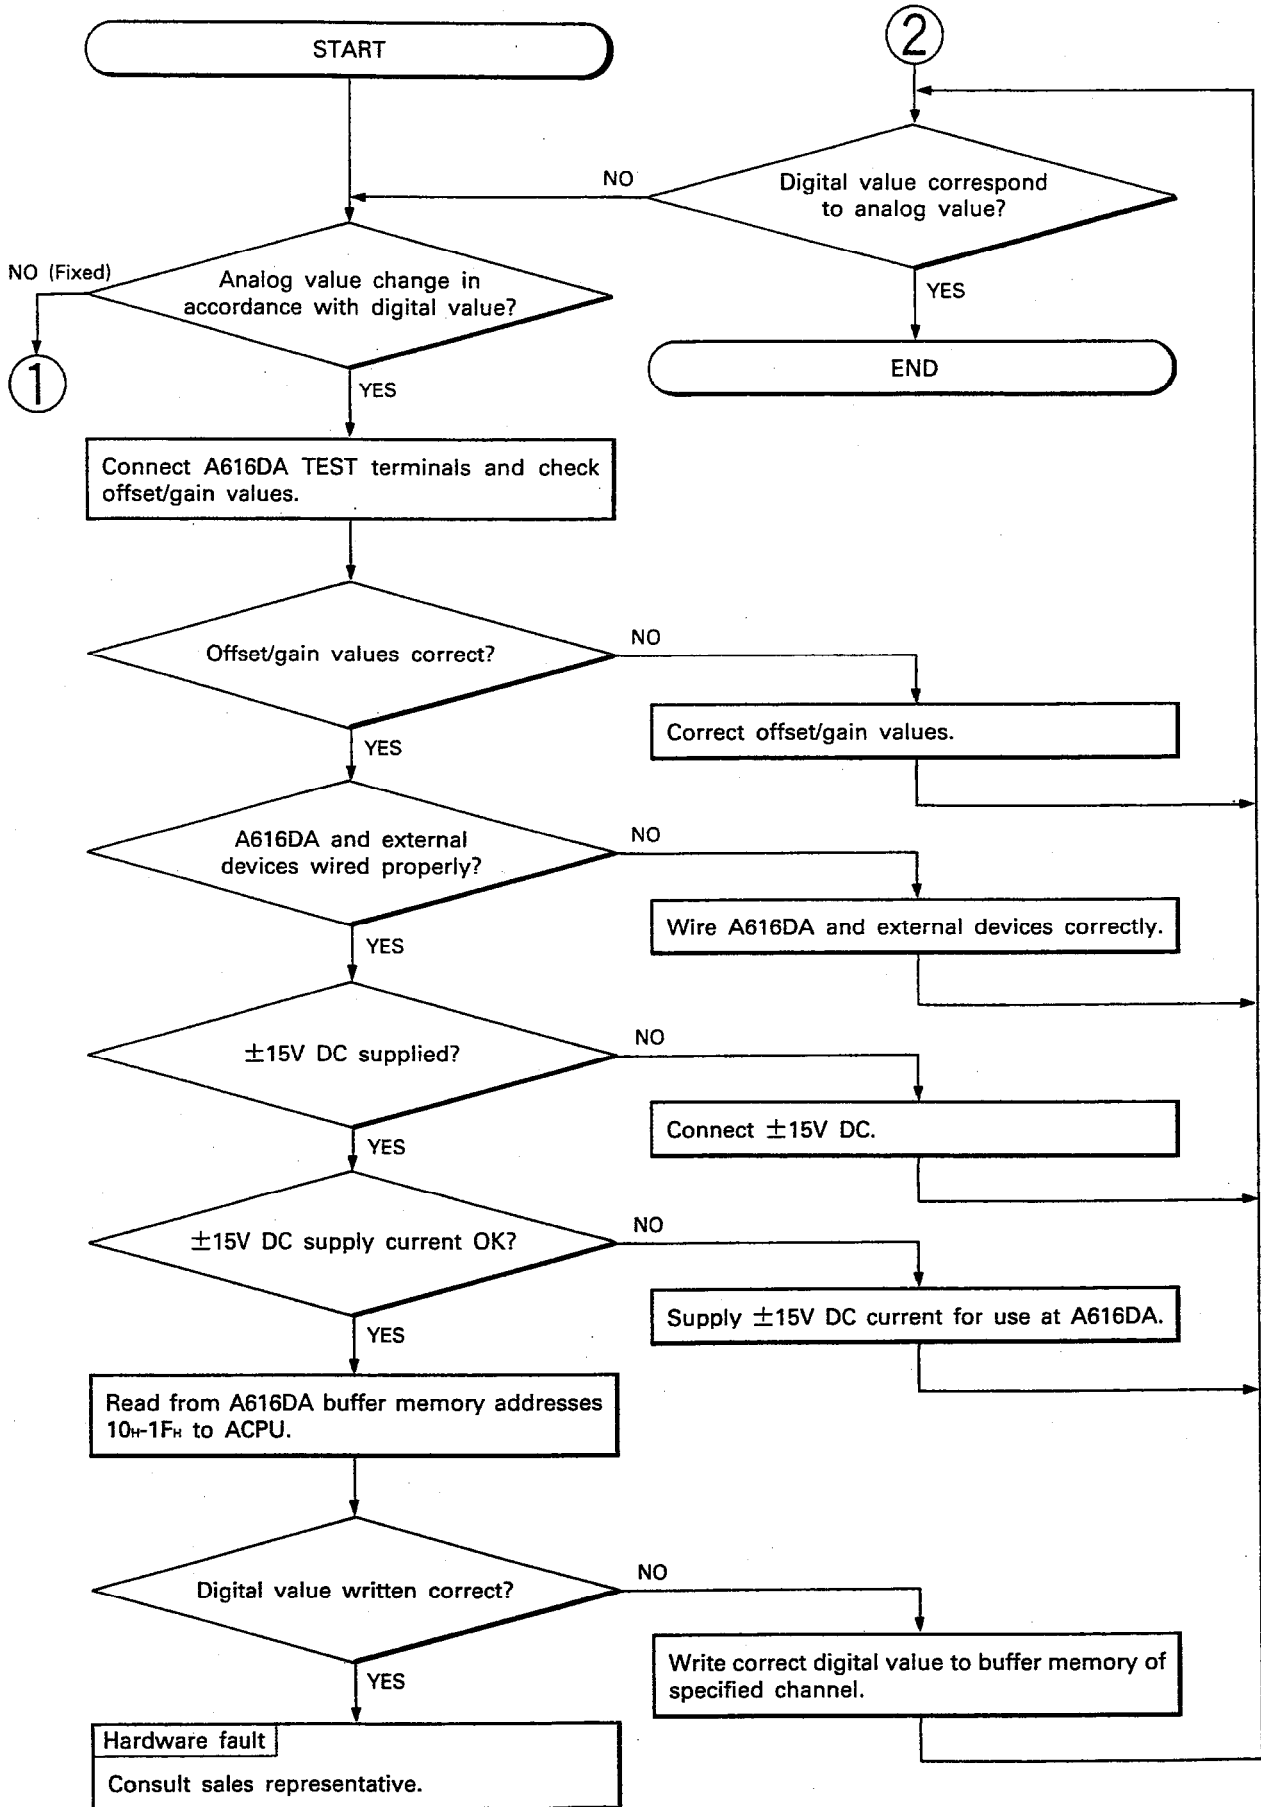 START
2
NO
Digital value correspond
to analog value?
NO (Fixed)
Analog value change in
accordance with digital value?
YES
END
1
YES
Connect A616DA TEST terminals and check
offset/gain values.
Offset/gain values correct?
NO
Correct offset/gain values.
YES
A616DA and external
devices wired properly?
NO
Wire A616DA and external devices correctly.
YES
±15V DC supplied?
NO
Connect ±15V DC.
YES
±15V DC supply current OK?
NO
Supply ±15V DC current for use at A616DA.
YES
Read from A616DA buffer memory addresses
10H-1FH to ACPU.
Digital value written correct?
NO
Write correct digital value to buffer memory of
specified channel.
YES
Hardware fault
Consult sales representative.